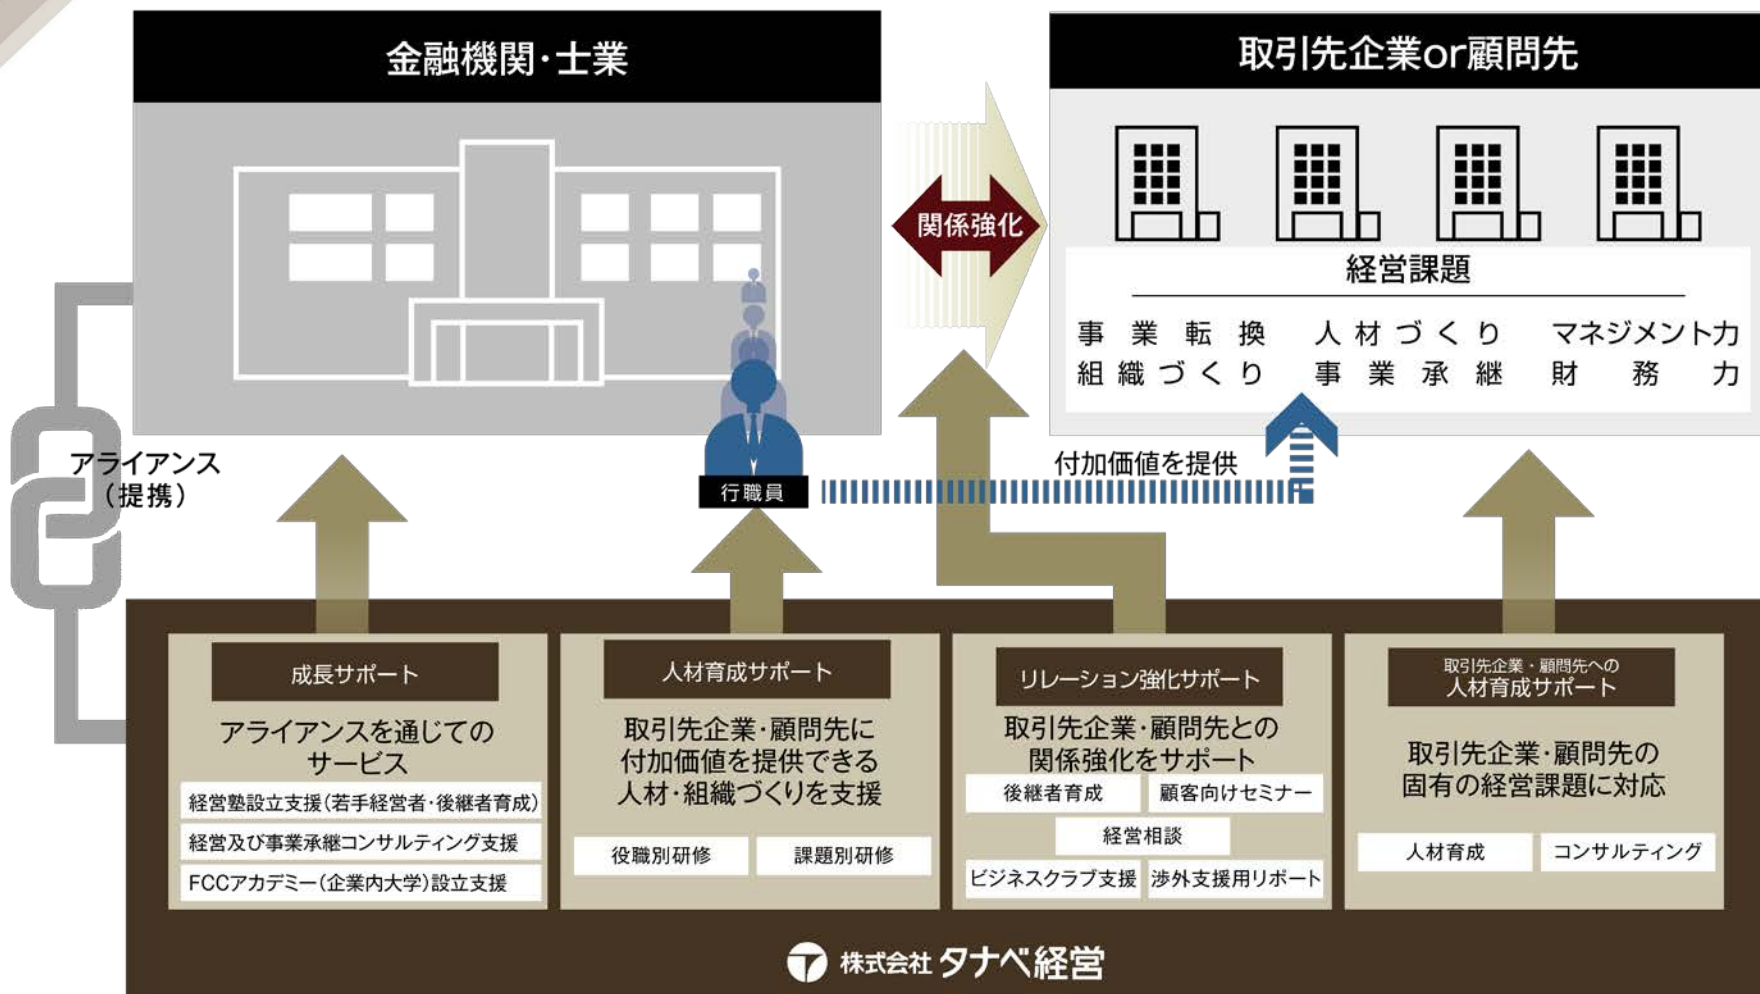 金融機関・士業
取引先企業or顧問先
関係強化
経営課題
事業転換 人材づくり マネジメント力
組織づくり 事業承継 財務力
アライアンス
（提携）
行職員
付加価値を提供
成長サポート
アライアンスを通じての
サービス
経営塾設立支援（若手経営者・後継者育成）
経営及び事業承継コンサルティング支援
FCCアカデミー（企業内大学）設立支援
人材育成サポート
取引先企業・顧問先に
付加価値を提供できる
人材・組織づくりを支援
役職別研修 課題別研修
リレーション強化サポート
取引先企業・顧問先との
関係強化をサポート
後継者育成 顧客向けセミナー
経営相談
ビジネスクラブ支援 渉外支援用リポート
取引先企業・顧問先への
人材育成サポート
取引先企業・顧問先の
固有の経営課題に対応
人材育成 コンサルティング
株式会社 タナベ経営